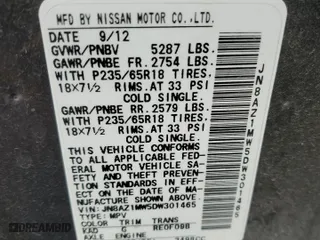 MFD BY NISSAN MOTOR CO.,LTD.
DATE 9/12
GVWR/PNBV 5287 LBS.
GAWR/PNBE FR. 2754 LBS.
WITH P235/65R18 TIRES.
18X7½ RIMS.AT 33 PSI
COLD SINGLE.
GAWR/PNBE RR. 2579 LBS.
WITH P235/65R18 TIRES.
18X7½ RIMS.AT 33 PSI
COLD SINGLE.
THIS VEHICLE CONFORMS
TO ALL APPLICABLE FED-
ERAL MOTOR VEHICLE SA
FETY AND THEFT PREVEN
TION STANDARDS IN EFF
ECT ON THE DATE OF MA
NUFACTURE SHOWN ABOVE.
VIN:JN8AZ1MW5DW301465
TYPE: MPV
COLOR TRIM TRANS
KAD G RE0F09B
AXLE ENGINE
3498CC
JN8AZ1MW5DW301465